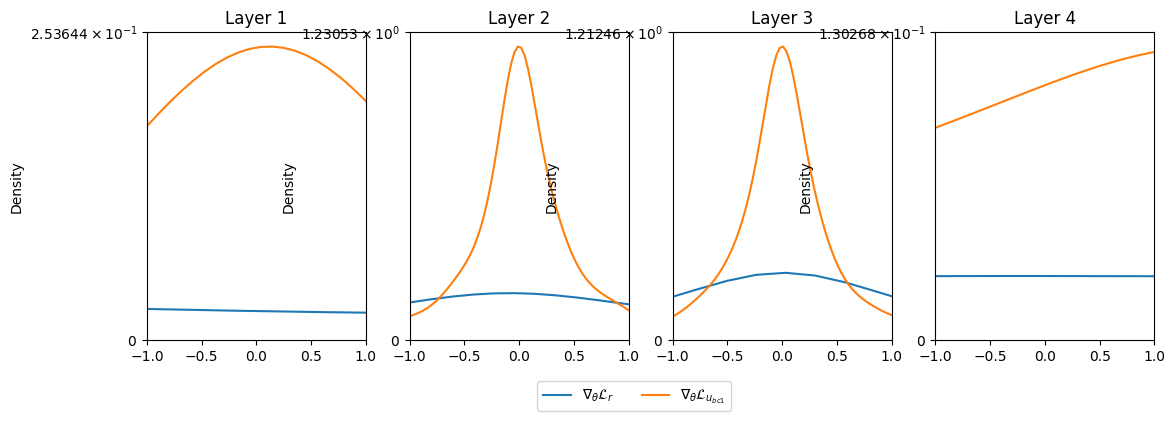 Layer 1 Layer 2 Layer 3 Layer 4
2.53644 × 10⁻¹ 1.23053 × 10⁰ 1.21246 × 10⁰ 1.30268 × 10⁻¹
Density Density Density Density
0 0 0 0
−1.0 −0.5 0.0 0.5 1.0 −1.0 −0.5 0.0 0.5 1.0 −1.0 −0.5 0.0 0.5 1.0 −1.0 −0.5 0.0 0.5 1.0
∇θℒr ∇θℒu_bc1